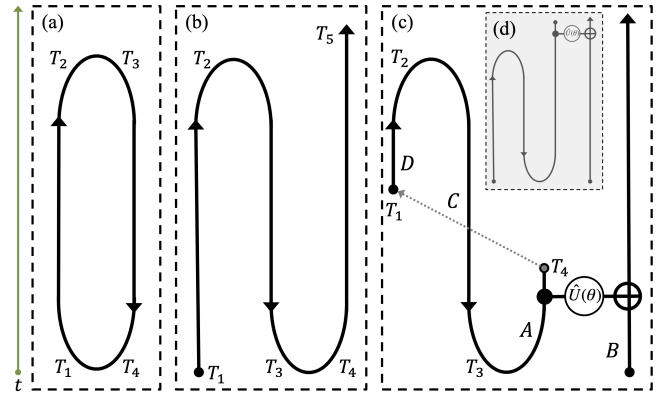 (a)
T₂ T₃
T₁ T₄
t
(b)
T₂ T₅
T₁ T₃ T₄
(c)
T₂
D
T₁
C
T₄
Û(θ)
A
B
T₃
(d)
Û(θ)